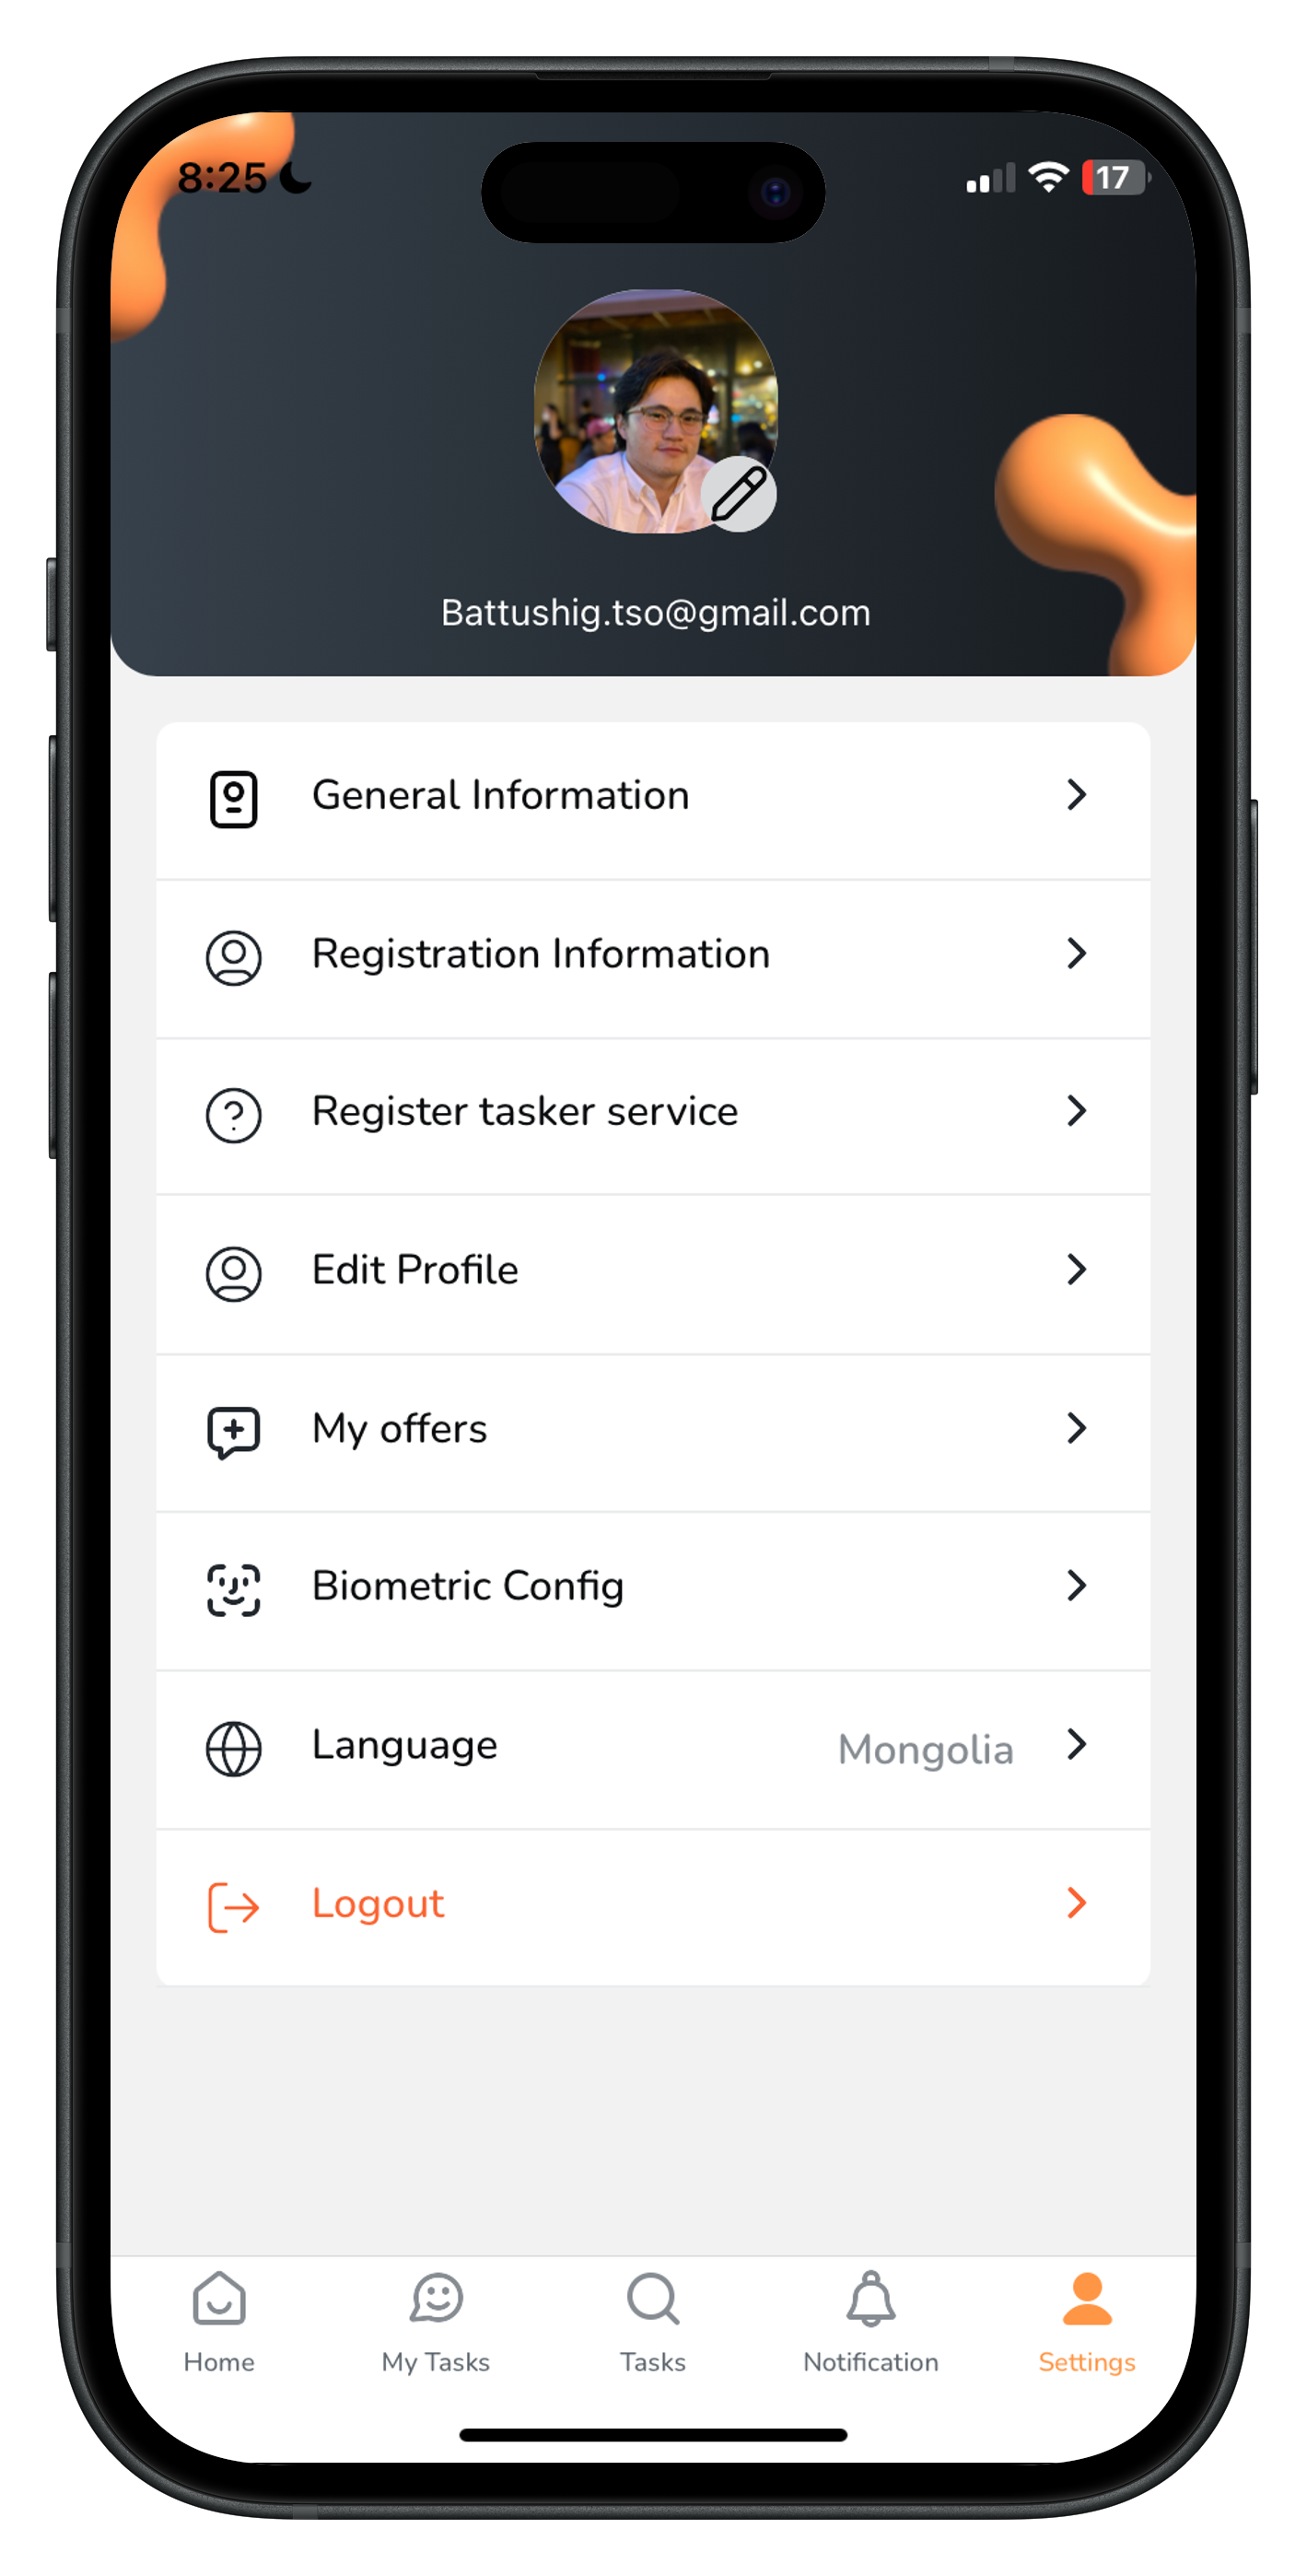 8:25
17
Battushig.tso@gmail.com
General Information
Registration Information
Register tasker service
Edit Profile
My offers
Biometric Config
Language Mongolia
Logout
Home My Tasks Tasks Notification Settings